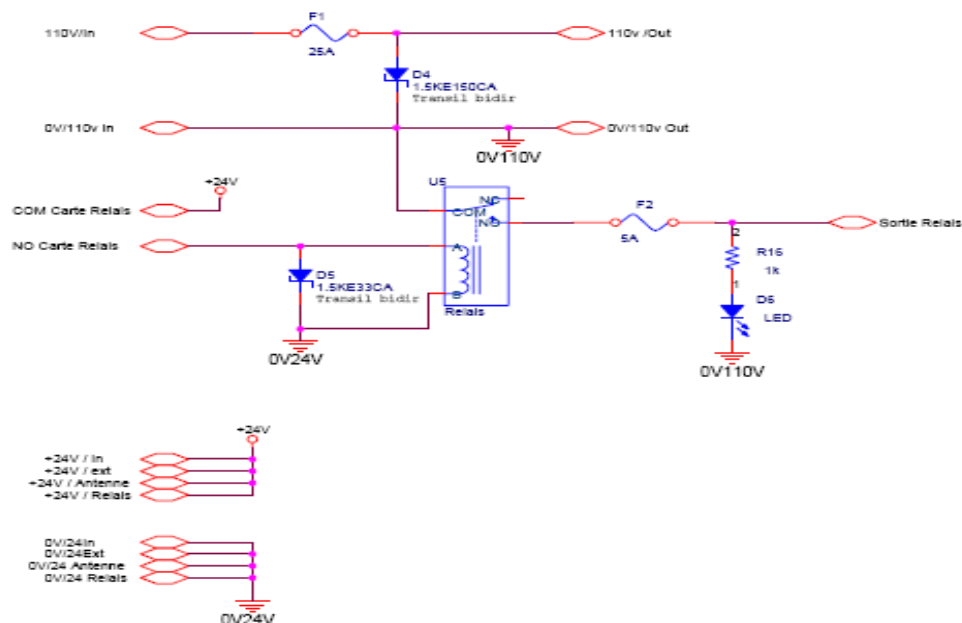 F1
110V/In
110v /Out
25A
D4
1.5KE150CA
Transil bidir
0V/110v In
0V/110v Out
0V110V
+24V
U5
NC
COM Carte Relais
COM
F2
NO
Sortie Relais
NO Carte Relais
A
5A
2
R16
1k
D5
1.5KE33CA
Transil bidir
B
1
D6
LED
Relais
0V24V
0V110V
+24V
+24V / In
+24V / ext
+24V / Antenne
+24V / Relais
0V/24In
0V/24Ext
0V/24 Antenne
0V/24 Relais
0V24V